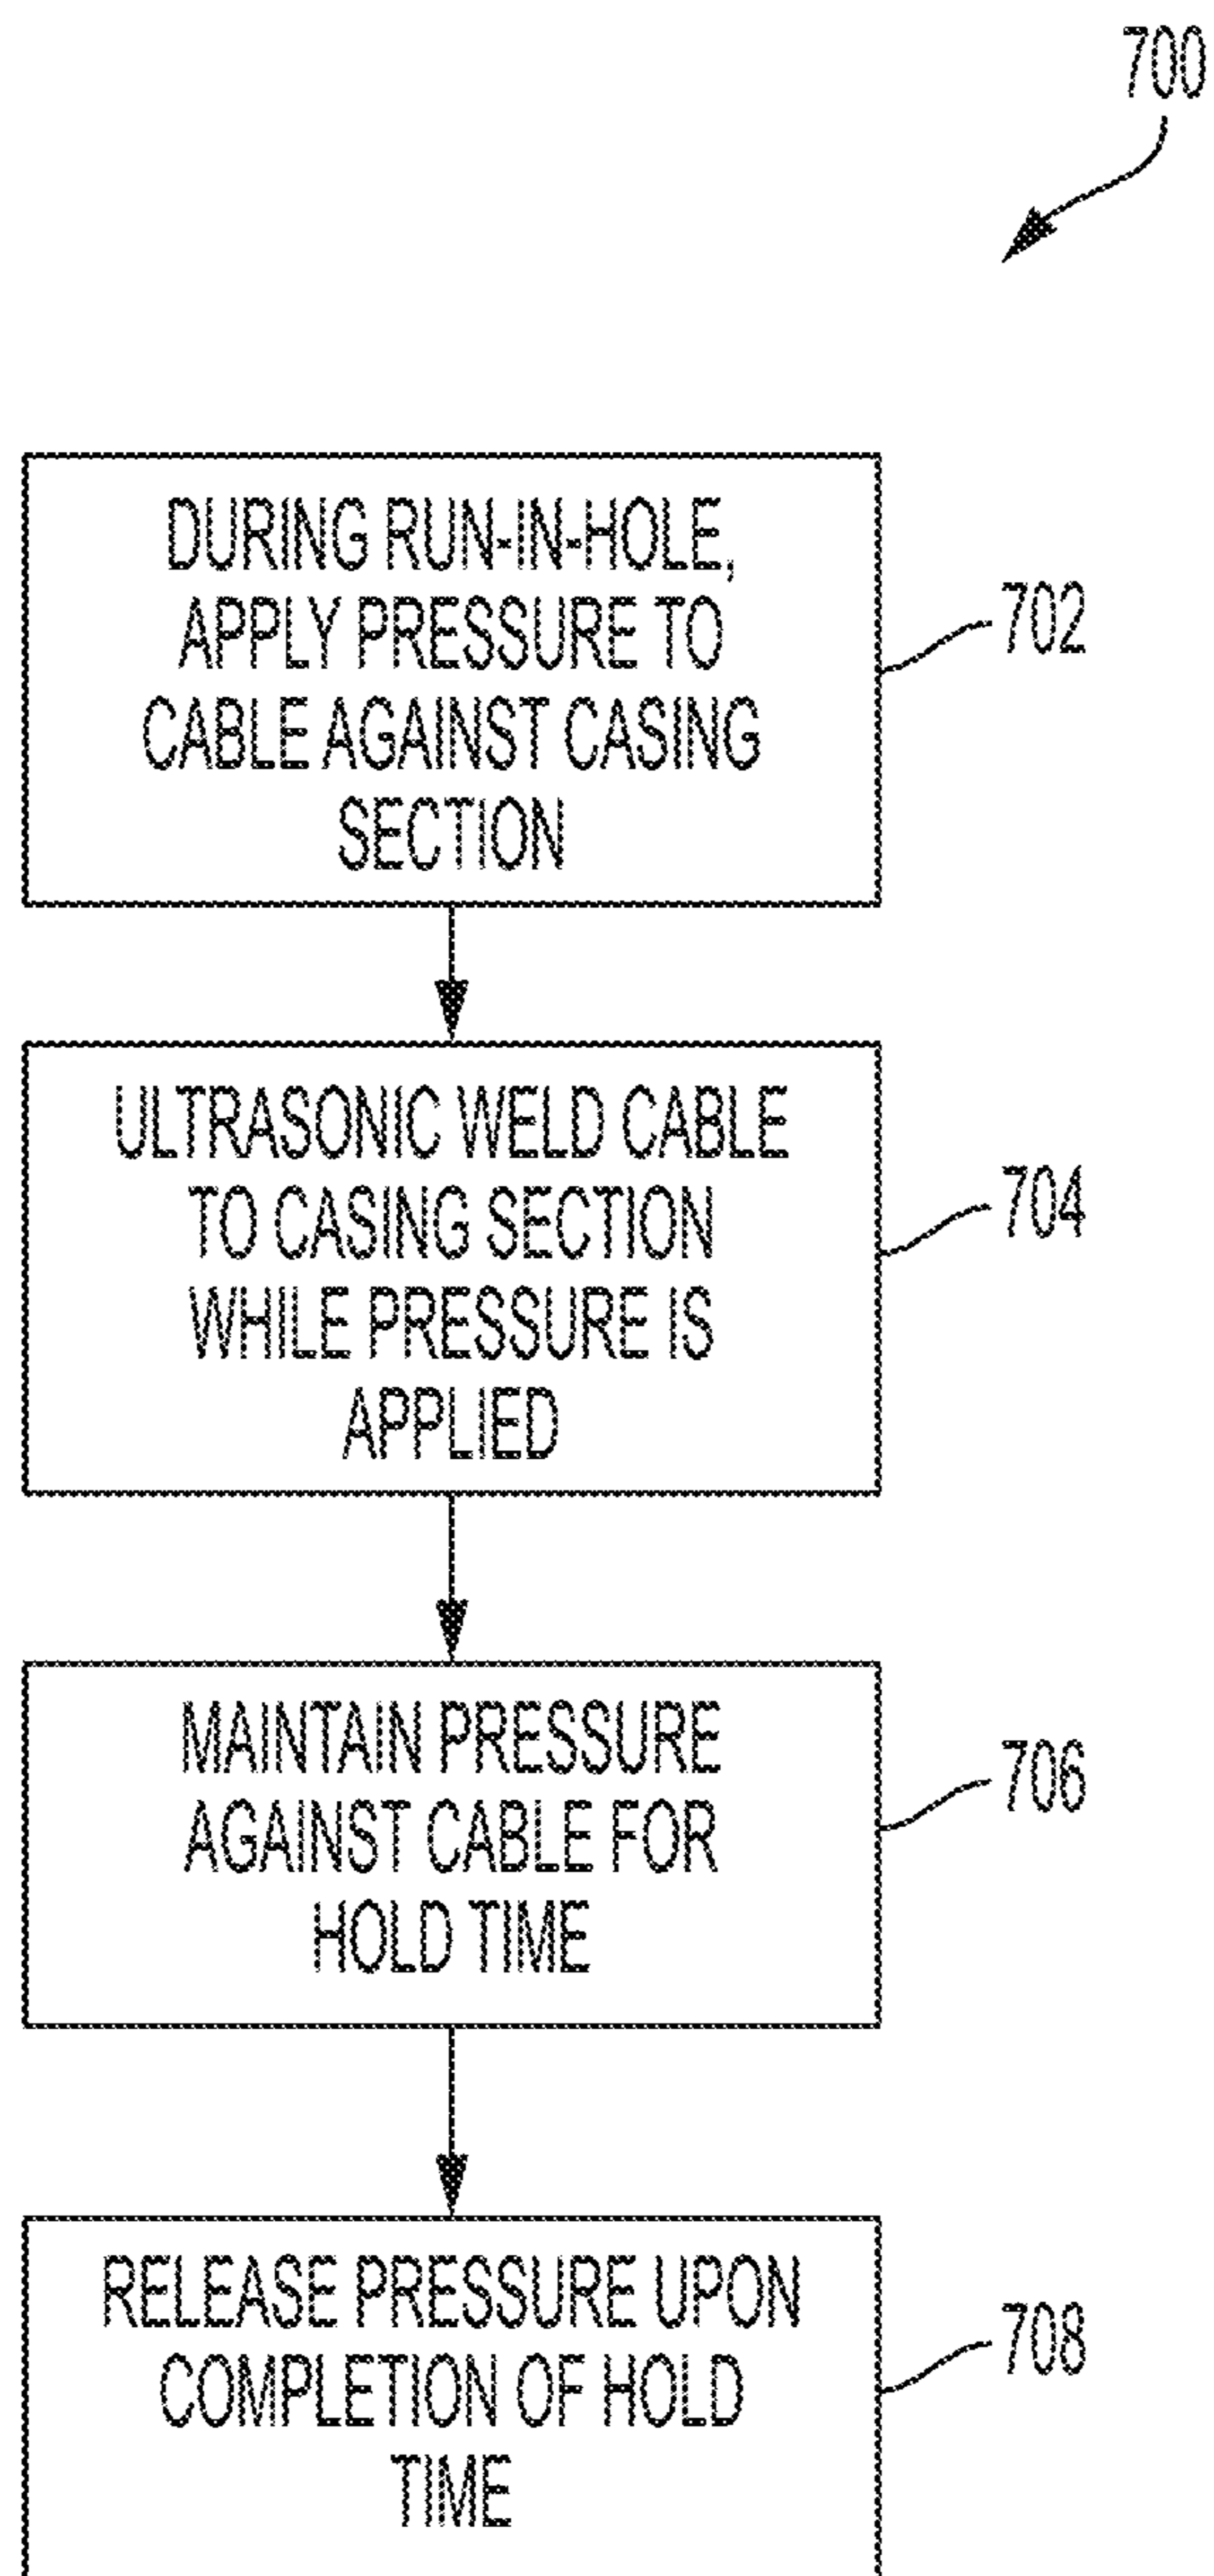 700
DURING RUN-IN-HOLE,
APPLY PRESSURE TO
CABLE AGAINST CASING
SECTION
702
ULTRASONIC WELD CABLE
TO CASING SECTION
WHILE PRESSURE IS
APPLIED
704
MAINTAIN PRESSURE
AGAINST CABLE FOR
HOLD TIME
706
RELEASE PRESSURE UPON
COMPLETION OF HOLD
TIME
708